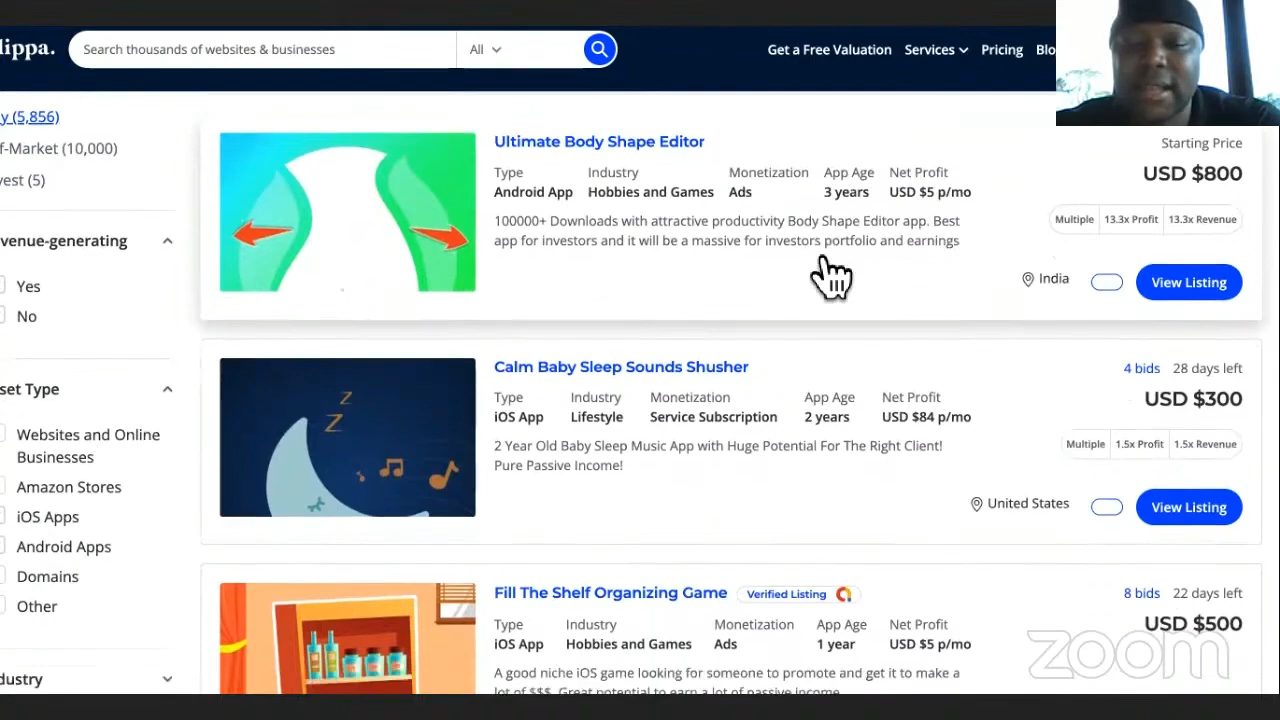 lippa.
Search thousands of websites & businesses
All
Get a Free Valuation
Services
Pricing
Blo
y (5,856)
f-Market (10,000)
vest (5)
venue-generating
Yes
No
set Type
Websites and Online
Businesses
Amazon Stores
iOS Apps
Android Apps
Domains
Other
dustry
Ultimate Body Shape Editor
Type Industry Monetization App Age Net Profit
Android App Hobbies and Games Ads 3 years USD $5 p/mo
100000+ Downloads with attractive productivity Body Shape Editor app. Best
app for investors and it will be a massive for investors portfolio and earnings
Starting Price
USD $800
Multiple 13.3x Profit 13.3x Revenue
India
View Listing
Calm Baby Sleep Sounds Shusher
Type Industry Monetization App Age Net Profit
iOS App Lifestyle Service Subscription 2 years USD $84 p/mo
2 Year Old Baby Sleep Music App with Huge Potential For The Right Client!
Pure Passive Income!
4 bids 28 days left
USD $300
Multiple 1.5x Profit 1.5x Revenue
United States
View Listing
z
Z
Fill The Shelf Organizing Game Verified Listing
Type Industry Monetization App Age Net Profit
iOS App Hobbies and Games Ads 1 year USD $5 p/mo
A good niche iOS game looking for someone to promote and get it to make a
lot of $$$. Great potential to earn a lot of passive income
8 bids 22 days left
USD $500
zoom